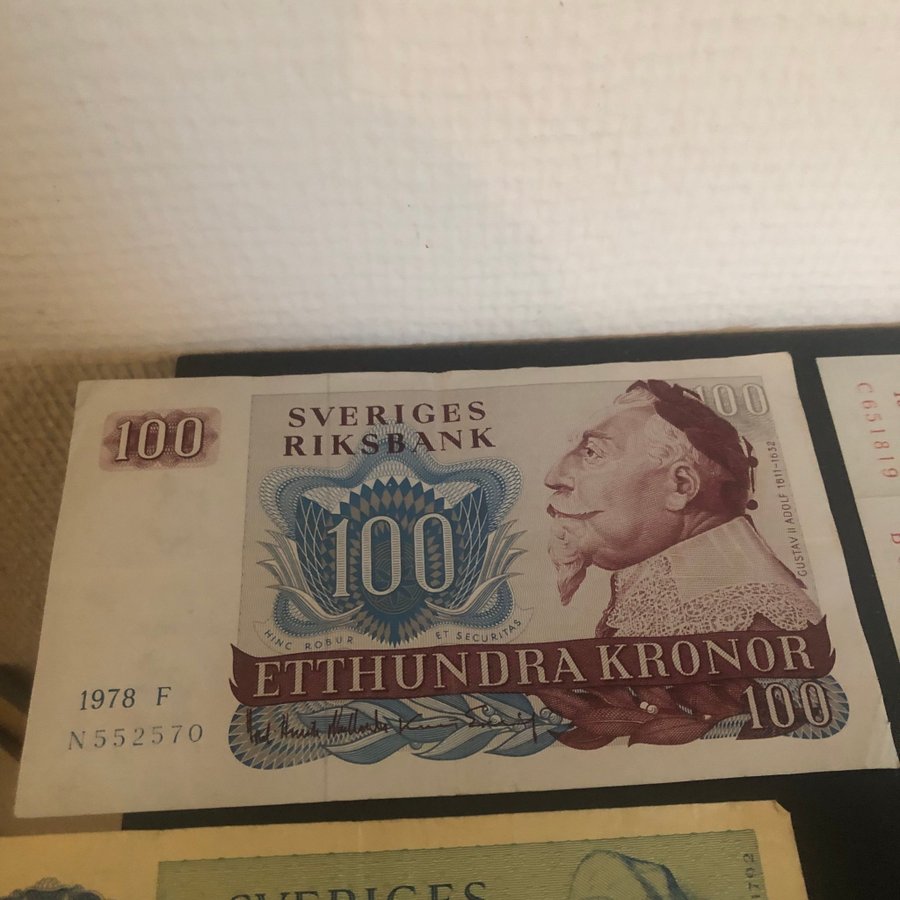 100
SVERIGES
RIKSBANK
100
100
GUSTAV II ADOLF 1611-1632
HINC ROBUR ET SECURITAS
ETTHUNDRA KRONOR
1978 F
N552570
100
C651819
SVERIGES